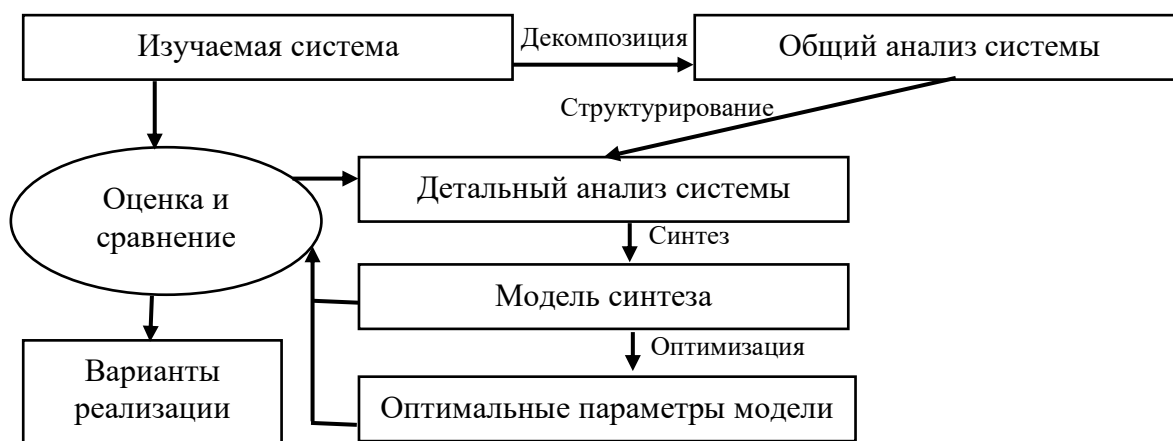 Изучаемая система
Декомпозиция
Общий анализ системы
Структурирование
Оценка и
сравнение
Детальный анализ системы
Синтез
Модель синтеза
Оптимизация
Варианты
реализации
Оптимальные параметры модели